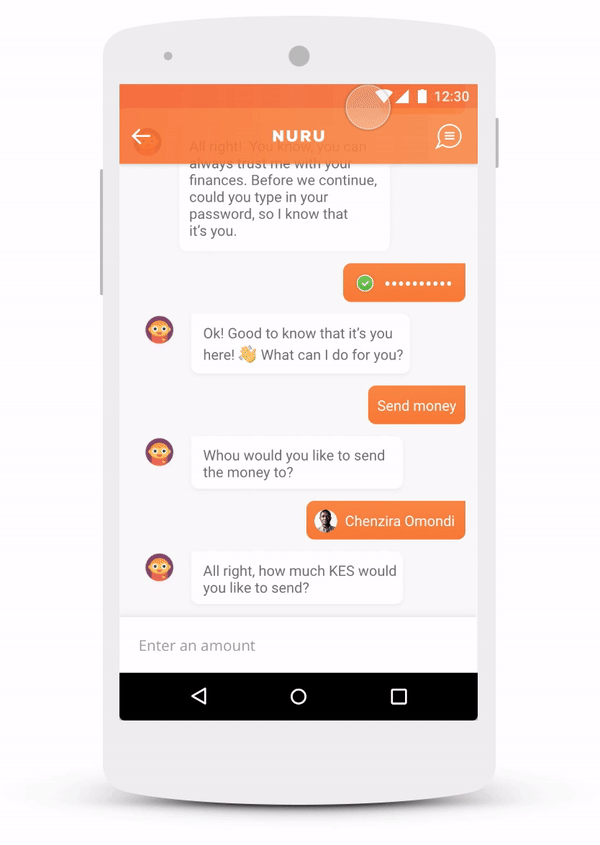 12:30
NURU
All right! You know, you can
always trust me with your
finances. Before we continue,
could you type in your
password, so I know that
it's you.
••••••••••
Ok! Good to know that it's you
here! 👋 What can I do for you?
Send money
Whou would you like to send
the money to?
Chenzira Omondi
All right, how much KES would
you like to send?
Enter an amount